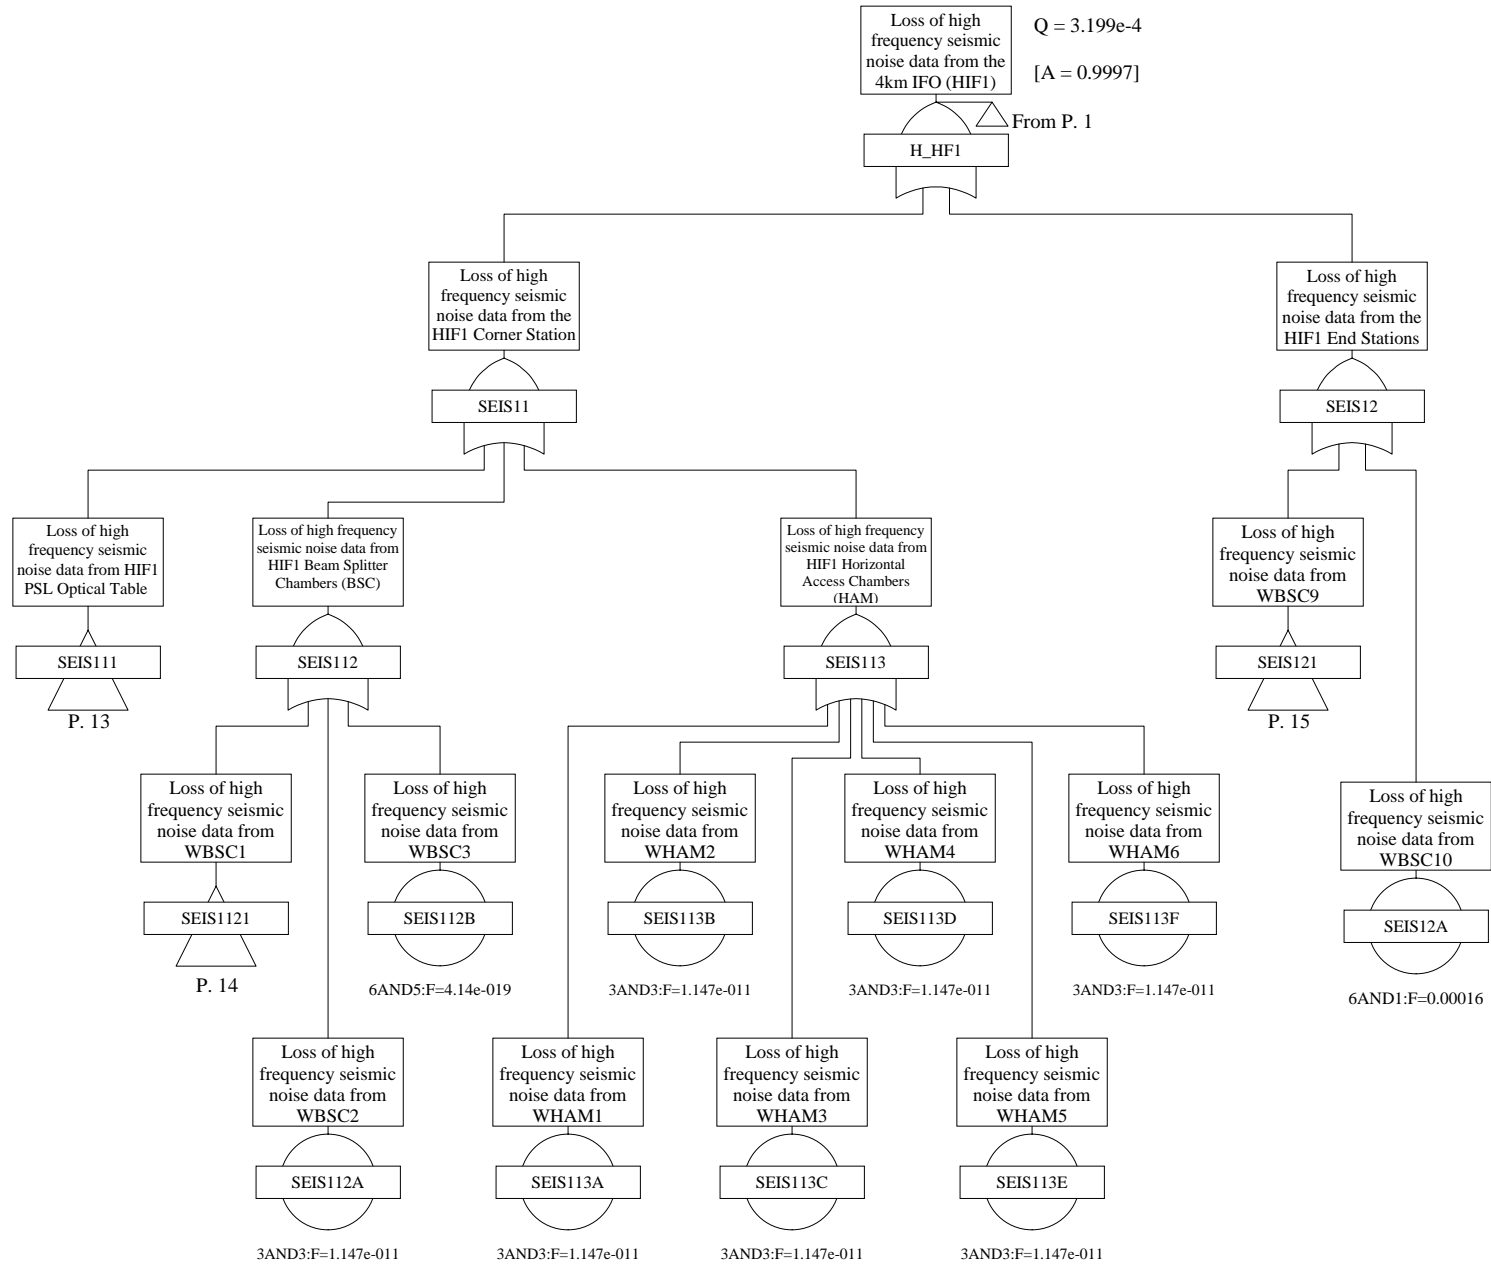 Loss of high
frequency seismic
noise data from the
4km IFO (HIF1)
Q = 3.199e-4
[A = 0.9997]
From P. 1
H_HF1
Loss of high
frequency seismic
noise data from the
HIF1 Corner Station
SEIS11
Loss of high
frequency seismic
noise data from the
HIF1 End Stations
SEIS12
Loss of high
frequency seismic
noise data from HIF1
PSL Optical Table
SEIS111
P. 13
Loss of high frequency
seismic noise data from
HIF1 Beam Splitter
Chambers (BSC)
SEIS112
Loss of high frequency
seismic noise data from
HIF1 Horizontal
Access Chambers
(HAM)
SEIS113
Loss of high
frequency seismic
noise data from
WBSC9
SEIS121
P. 15
Loss of high
frequency seismic
noise data from
WBSC1
SEIS1121
P. 14
Loss of high
frequency seismic
noise data from
WBSC3
SEIS112B
6AND5:F=4.14e-019
Loss of high
frequency seismic
noise data from
WHAM2
SEIS113B
3AND3:F=1.147e-011
Loss of high
frequency seismic
noise data from
WHAM4
SEIS113D
3AND3:F=1.147e-011
Loss of high
frequency seismic
noise data from
WHAM6
SEIS113F
3AND3:F=1.147e-011
Loss of high
frequency seismic
noise data from
WBSC10
SEIS12A
6AND1:F=0.00016
Loss of high
frequency seismic
noise data from
WBSC2
SEIS112A
3AND3:F=1.147e-011
Loss of high
frequency seismic
noise data from
WHAM1
SEIS113A
3AND3:F=1.147e-011
Loss of high
frequency seismic
noise data from
WHAM3
SEIS113C
3AND3:F=1.147e-011
Loss of high
frequency seismic
noise data from
WHAM5
SEIS113E
3AND3:F=1.147e-011